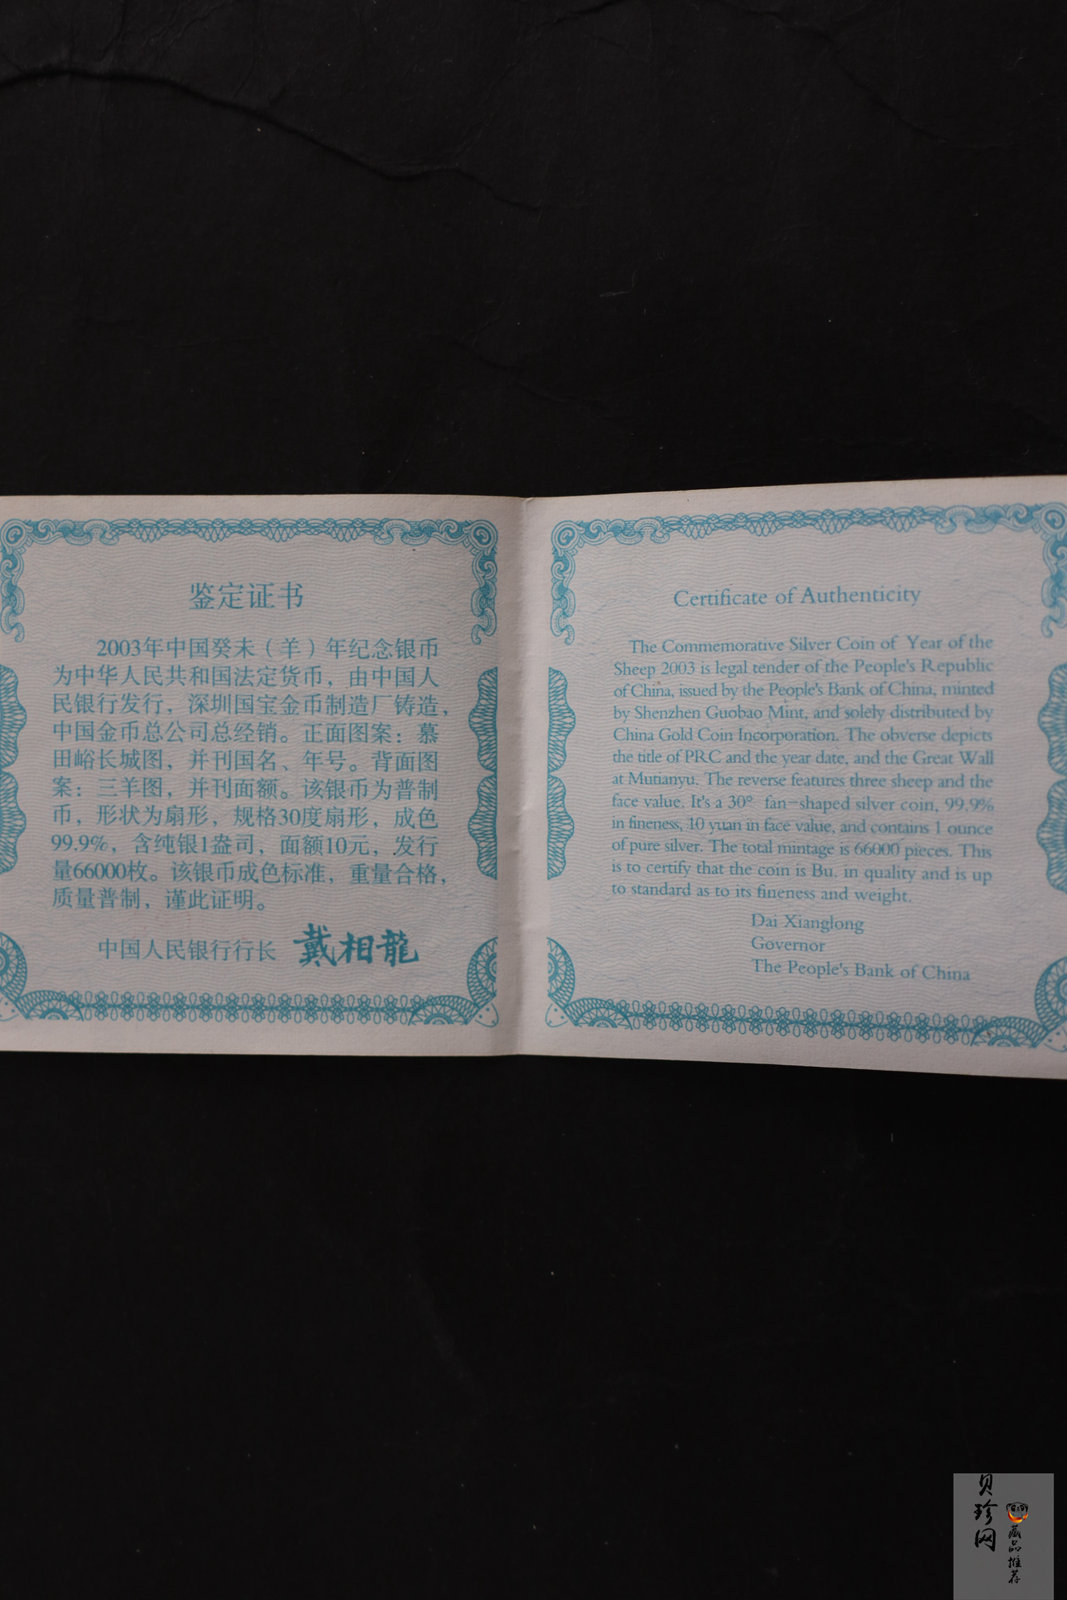 鉴定证书
2003年中国癸未（羊）年纪念银币
为中华人民共和国法定货币，由中国人
民银行发行，深圳国宝金币制造厂铸造，
中国金币总公司总经销。正面图案：慕
田峪长城图，并刊国名、年号。背面图
案：三羊图，并刊面额。该银币为普制
币，形状为扇形，规格30度扇形，成色
99.9%，含纯银1盎司，面额10元，发行
量66000枚。该银币成色标准，重量合格，
质量普制，谨此证明。
中国人民银行行长 戴相龍
Certificate of Authenticity
The Commemorative Silver Coin of Year of the
Sheep 2003 is legal tender of the People's Republic
of China, issued by the People's Bank of China, minted
by Shenzhen Guobao Mint, and solely distributed by
China Gold Coin Incorporation. The obverse depicts
the title of PRC and the year date, and the Great Wall
at Mutianyu. The reverse features three sheep and the
face value. It's a 30° fan-shaped silver coin, 99.9%
in fineness, 10 yuan in face value, and contains 1 ounce
of pure silver. The total mintage is 66000 pieces. This
is to certify that the coin is Bu. in quality and is up
to standard as to its fineness and weight.
Dai Xianglong
Governor
The People's Bank of China
贝珍网
藏品推荐